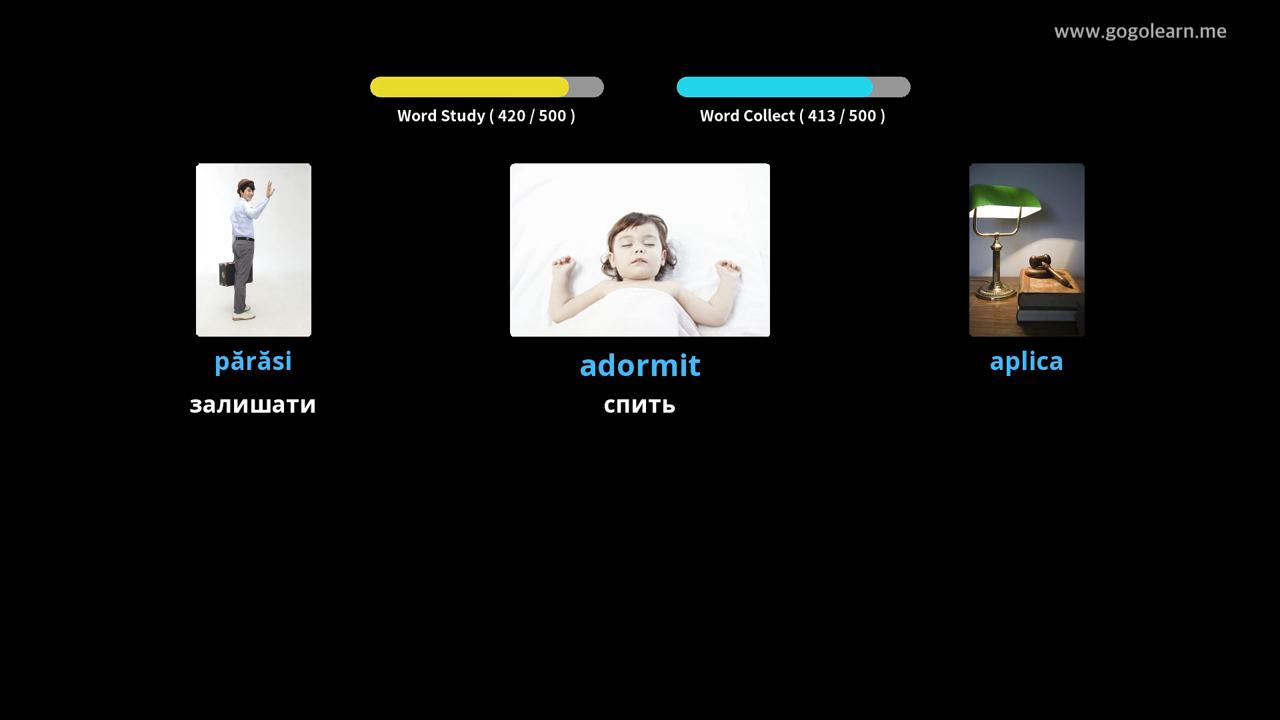 www.gogolearn.me
Word Study ( 420 / 500 )
Word Collect ( 413 / 500 )
părăsi
adormit
aplica
залишати
спить